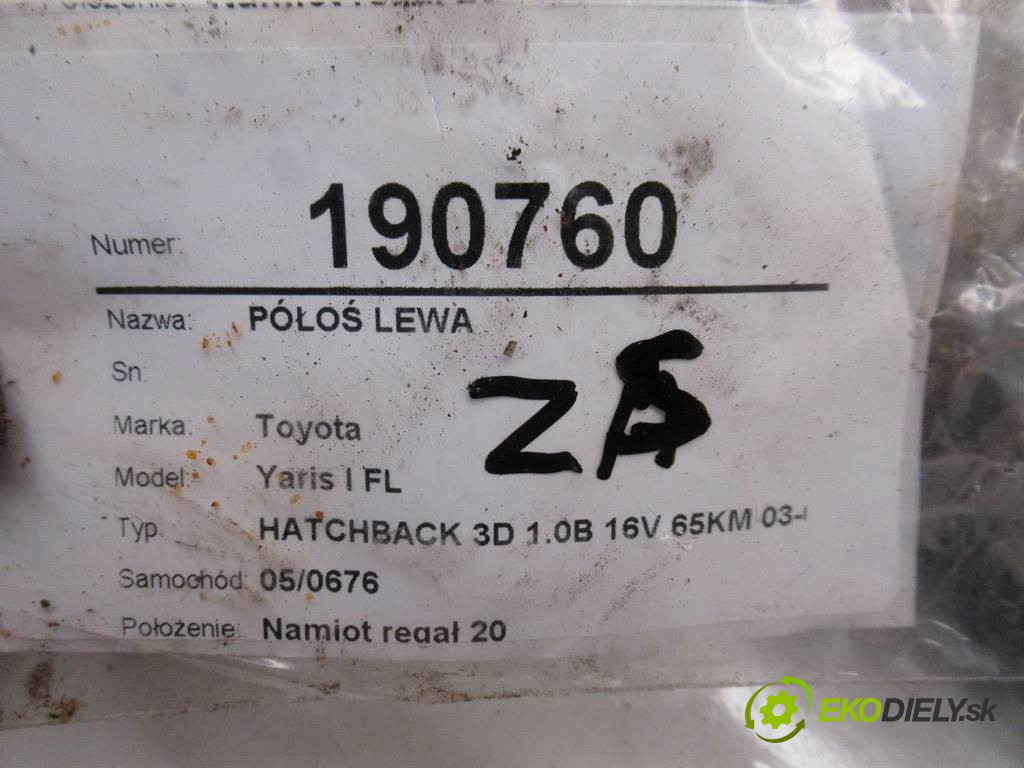 Numer: 190760
Nazwa: PÓŁOŚ LEWA
Sn:
Marka: Toyota
Model: Yaris I FL
Typ: HATCHBACK 3D 1.0B 16V 65KM 03-
Samochód: 05/0676
Położenie: Namiot regał 20
EKODIELY.sk